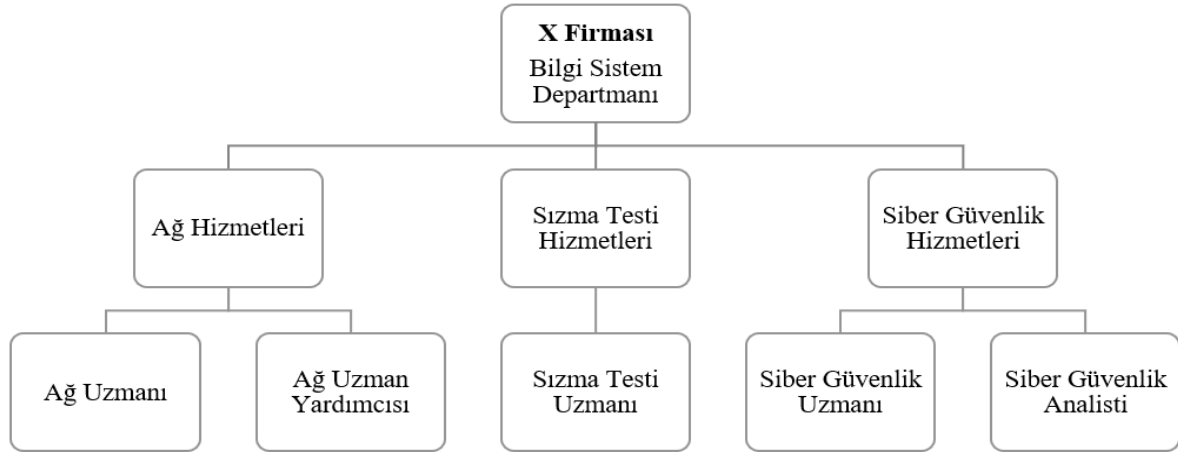 X Firması
Bilgi Sistem
Departmanı
Ağ Hizmetleri
Sızma Testi
Hizmetleri
Siber Güvenlik
Hizmetleri
Ağ Uzmanı
Ağ Uzman
Yardımcısı
Sızma Testi
Uzmanı
Siber Güvenlik
Uzmanı
Siber Güvenlik
Analisti